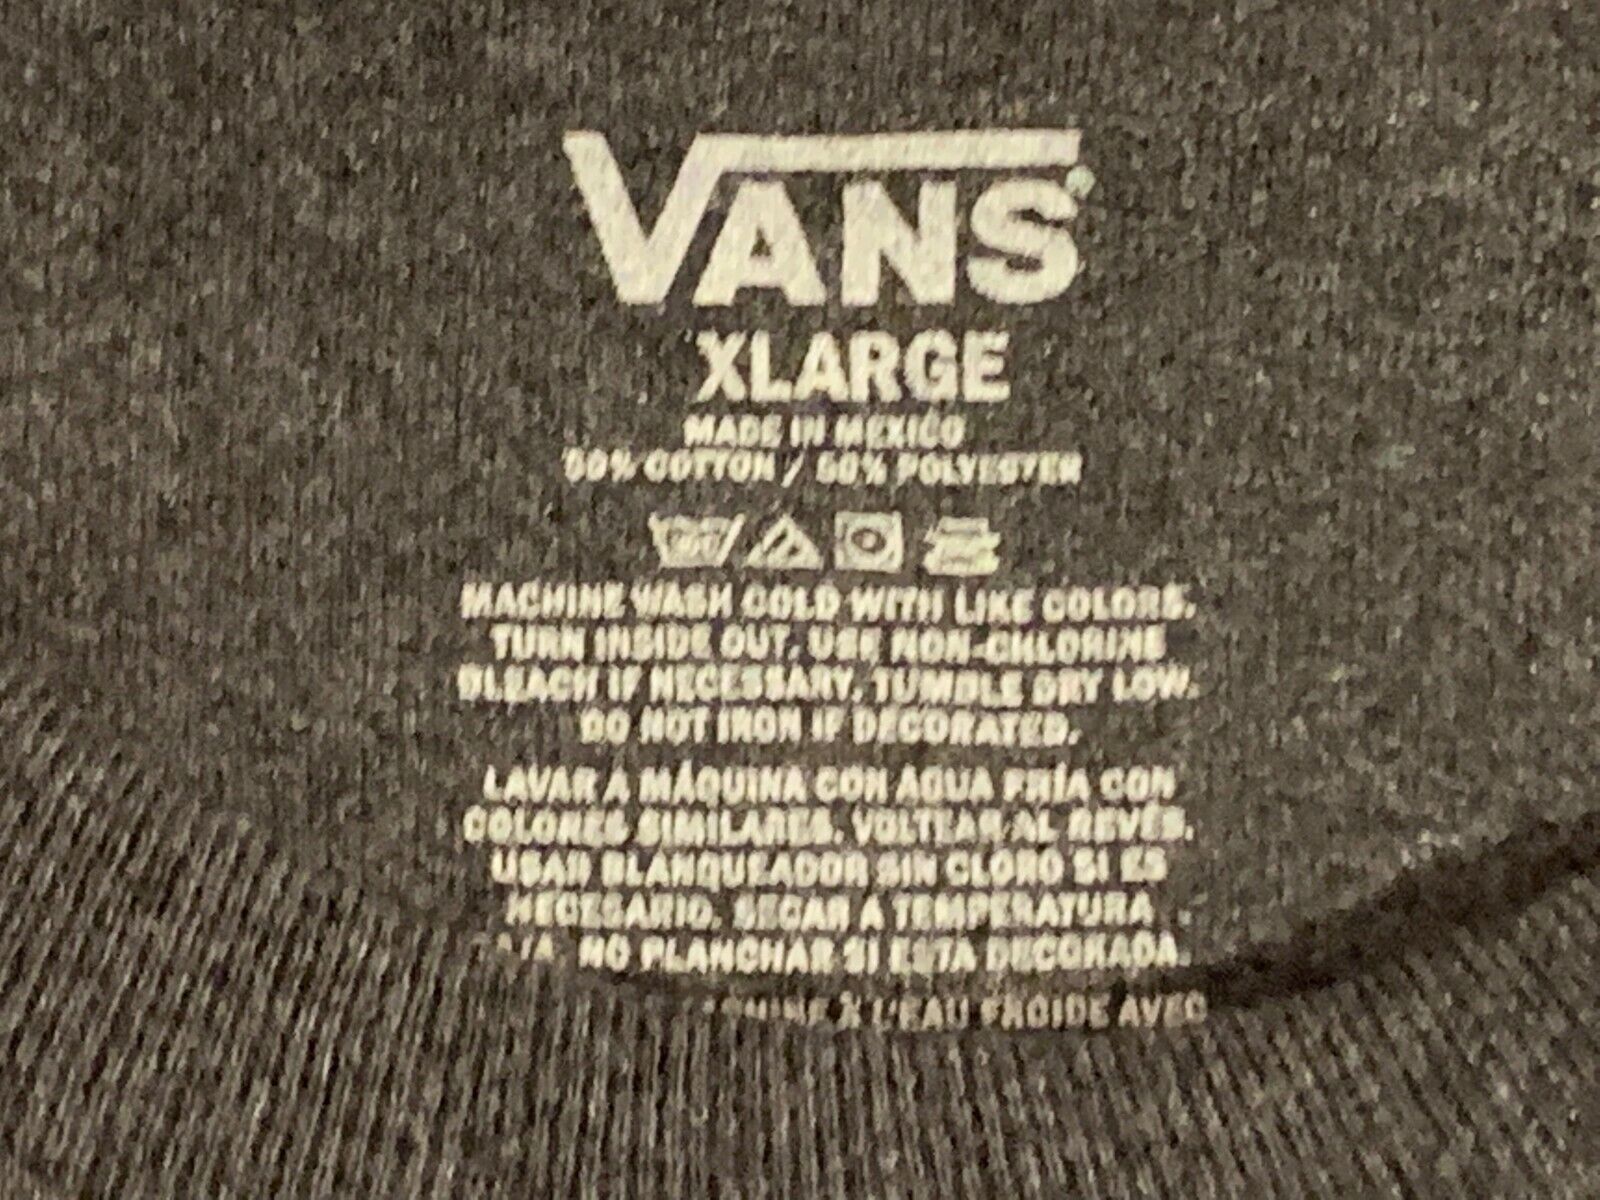 VANS®
XLARGE
MADE IN MEXICO
50% COTTON / 50% POLYESTER
MACHINE WASH COLD WITH LIKE COLORS.
TURN INSIDE OUT. USE NON-CHLORINE
BLEACH IF NECESSARY. TUMBLE DRY LOW.
DO NOT IRON IF DECORATED.
LAVAR A MÁQUINA CON AGUA FRÍA CON
COLORES SIMILARES. VOLTEAR AL REVÉS.
USAR BLANQUEADOR SIN CLORO SI ES
NECESARIO. SECAR A TEMPERATURA
NO PLANCHAR SI ESTA DECORADA.
À L'EAU FROIDE AVEC